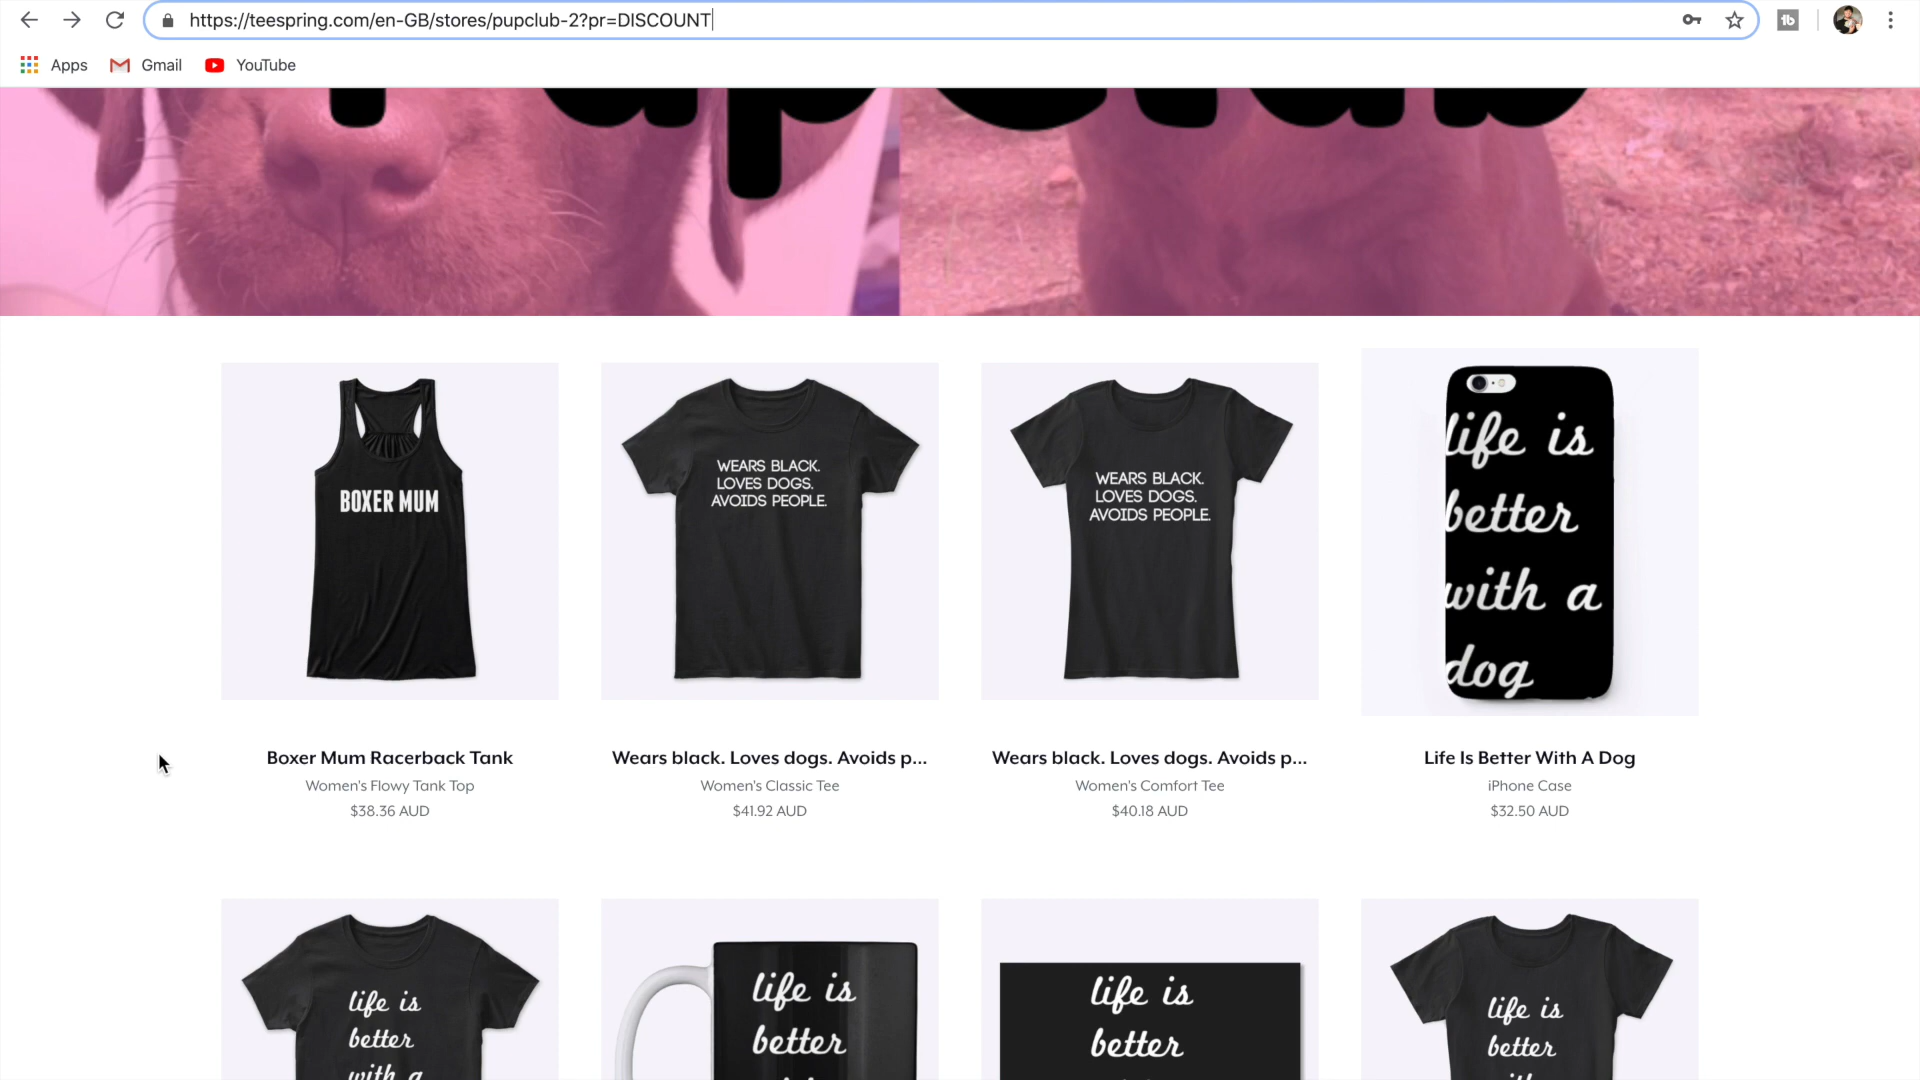 https://teespring.com/en-GB/stores/pupclub-2?pr=DISCOUNT
Apps Gmail YouTube
BOXER MUM
WEARS BLACK.
LOVES DOGS.
AVOIDS PEOPLE.
WEARS BLACK.
LOVES DOGS.
AVOIDS PEOPLE.
life is
better
with a
dog
Boxer Mum Racerback Tank
Women's Flowy Tank Top
$38.36 AUD
Wears black. Loves dogs. Avoids p...
Women's Classic Tee
$41.92 AUD
Wears black. Loves dogs. Avoids p...
Women's Comfort Tee
$40.18 AUD
Life Is Better With A Dog
iPhone Case
$32.50 AUD
life is
better
with a
life is
better
life is
better
life is
better